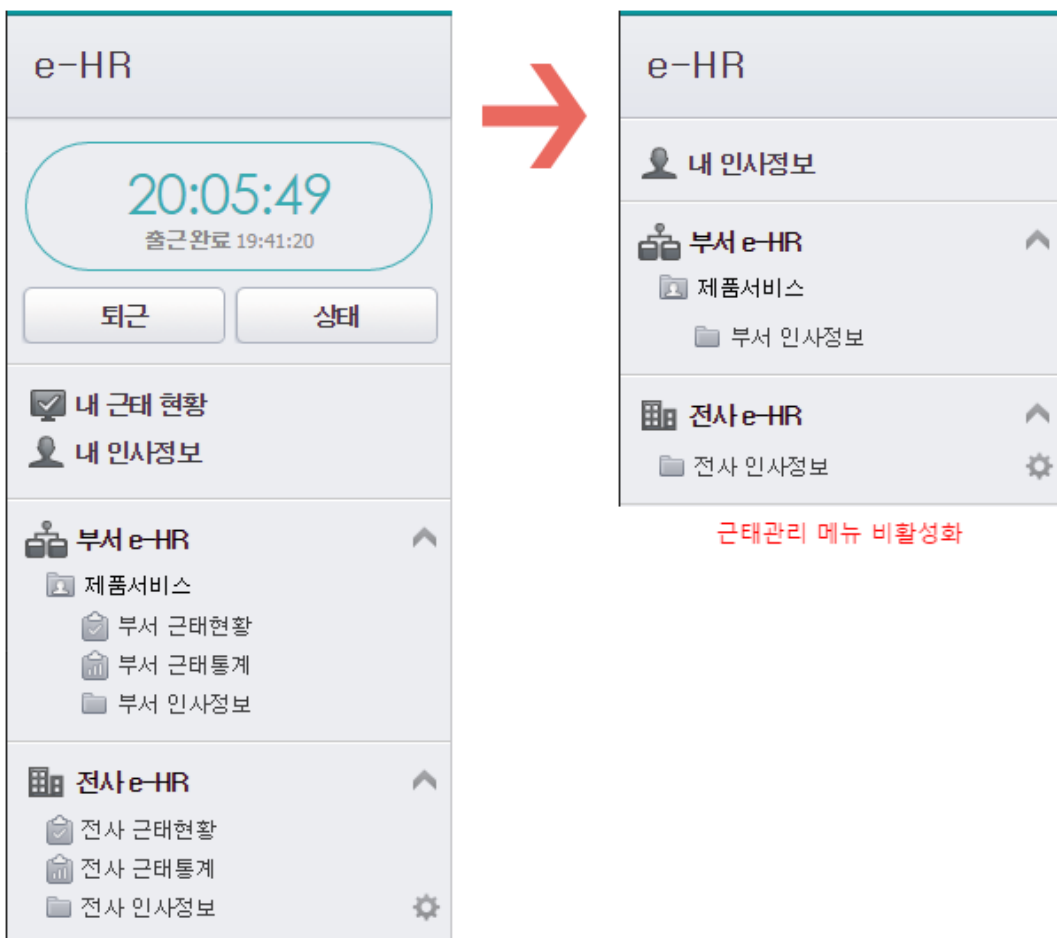 e-HR
20:05:49
출근완료 19:41:20
퇴근
상태
내 근태 현황
내 인사정보
부서 e-HR
제품서비스
부서 근태현황
부서 근태통계
부서 인사정보
전사 e-HR
전사 근태현황
전사 근태통계
전사 인사정보
e-HR
내 인사정보
부서 e-HR
제품서비스
부서 인사정보
전사 e-HR
전사 인사정보
근태관리 메뉴 비활성화